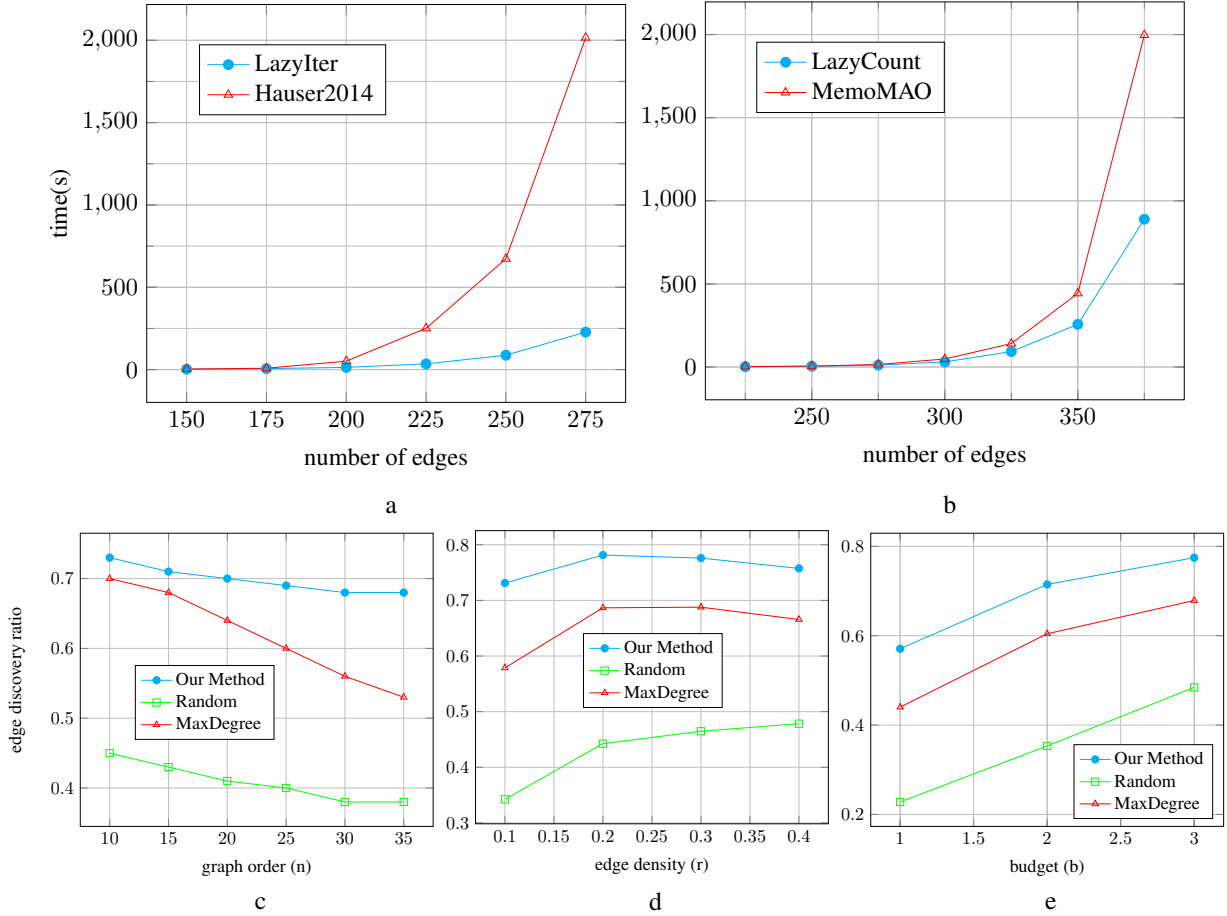 2,000
1,500
1,000
500
0
time(s)
LazyIter
Hauser2014
150 175 200 225 250 275
number of edges
a
2,000
1,500
1,000
500
0
LazyCount
MemoMAO
250 300 350
number of edges
b
0.7
0.6
0.5
0.4
edge discovery ratio
Our Method
Random
MaxDegree
10 15 20 25 30 35
graph order (n)
c
0.8
0.7
0.6
0.5
0.4
0.3
Our Method
Random
MaxDegree
0.1 0.15 0.2 0.25 0.3 0.35 0.4
edge density (r)
d
0.8
0.6
0.4
0.2
Our Method
Random
MaxDegree
1 1.5 2 2.5 3
budget (b)
e